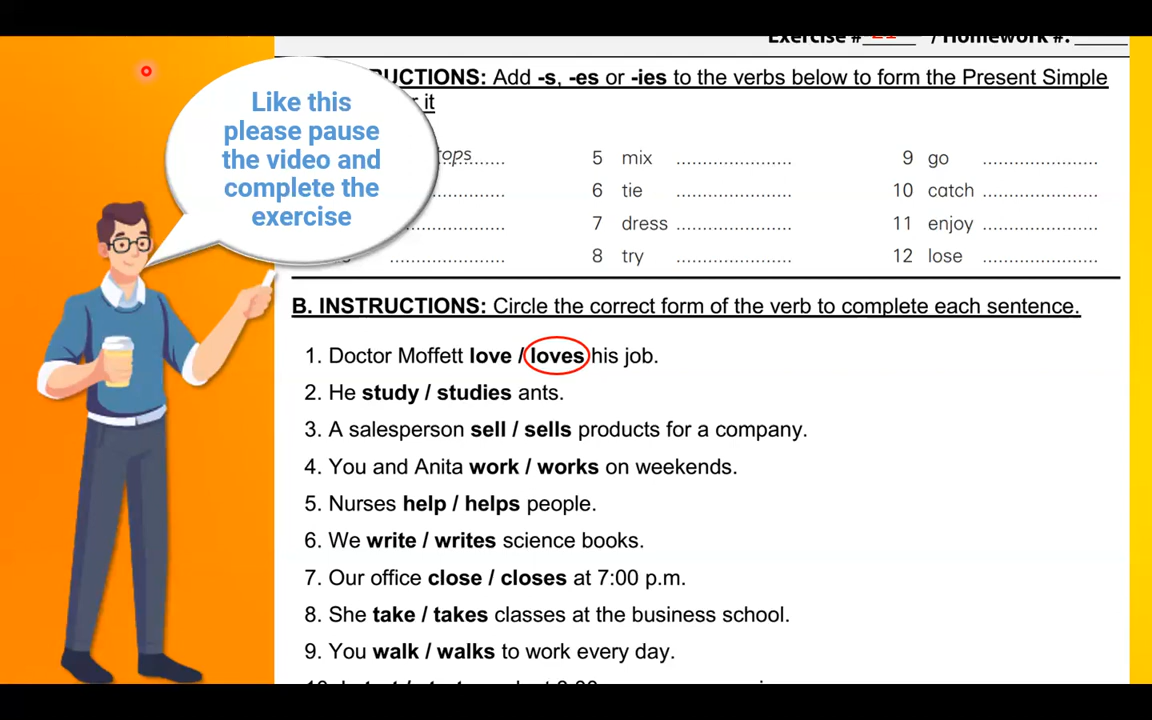 Exercise # 21 / Homework #:
Like this
please pause
the video and
complete the
exercise
UCTIONS: Add -s, -es or -ies to the verbs below to form the Present Simple
it
tops
5 mix ......................
9 go ......................
6 tie ......................
10 catch ......................
7 dress ......................
11 enjoy ......................
8 try ......................
12 lose ......................
B. INSTRUCTIONS: Circle the correct form of the verb to complete each sentence.
1. Doctor Moffett love / loves his job.
2. He study / studies ants.
3. A salesperson sell / sells products for a company.
4. You and Anita work / works on weekends.
5. Nurses help / helps people.
6. We write / writes science books.
7. Our office close / closes at 7:00 p.m.
8. She take / takes classes at the business school.
9. You walk / walks to work every day.